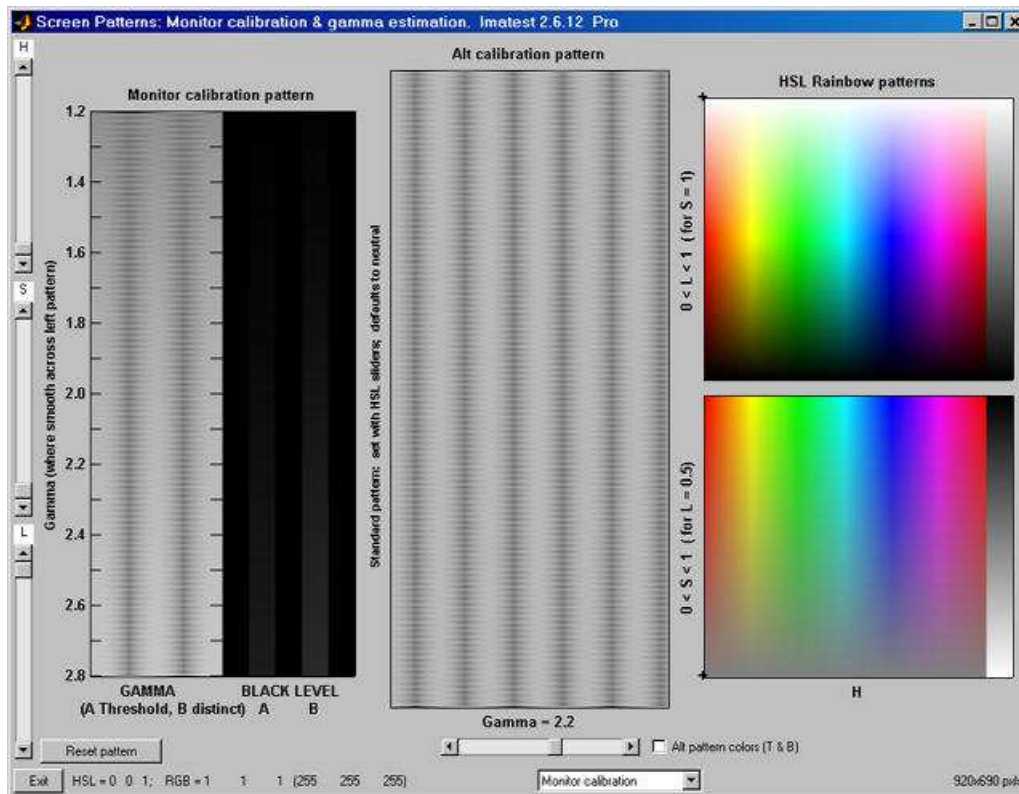 Screen Patterns: Monitor calibration & gamma estimation. Imatest 2.6.12 Pro
H
S
L
Monitor calibration pattern
1.2
1.4
1.6
1.8
2.0
2.2
2.4
2.6
2.8
Gamma (where smooth across left pattern)
GAMMA
BLACK LEVEL
(A Threshold, B distinct)
A
B
Alt calibration pattern
Standard pattern: set with HSL sliders; defaults to neutral
Gamma = 2.2
HSL Rainbow patterns
0 < L < 1 ( for S = 1)
0 < S < 1 ( for L = 0.5)
H
Reset pattern
Alt pattern colors (T & B)
Exit
HSL = 0 0 1; RGB = 1 1 1 (255 255 255)
Monitor calibration
920x690 pxls